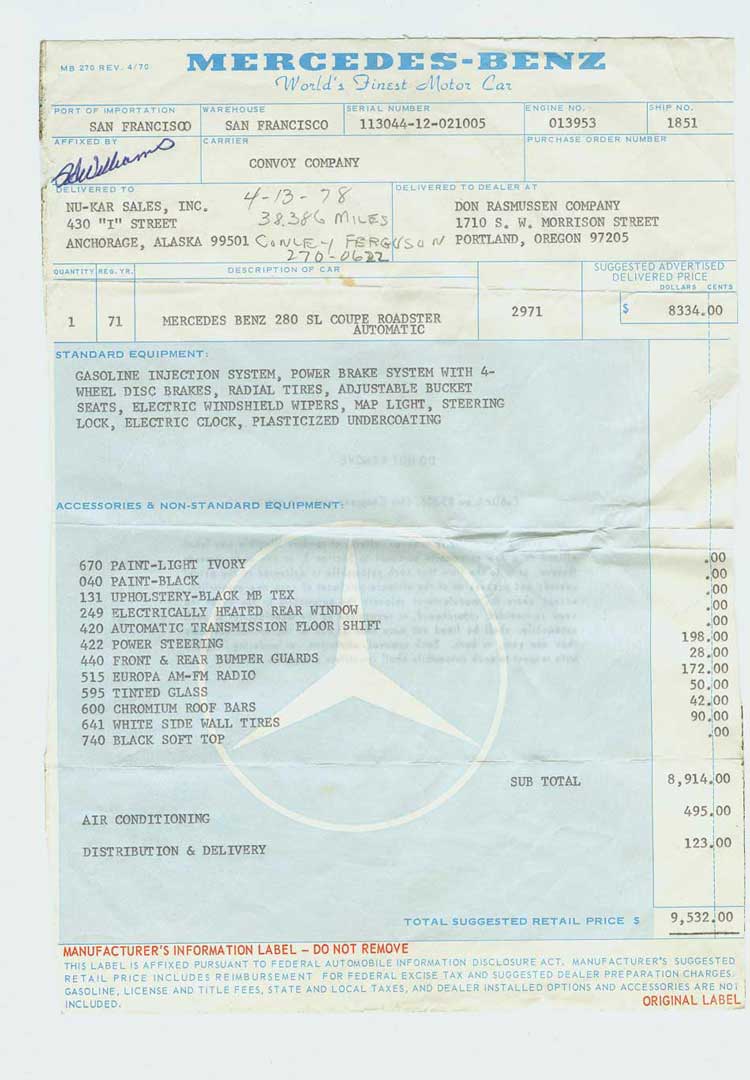 MB 270 REV. 4/70
MERCEDES-BENZ
World's Finest Motor Car
PORT OF IMPORTATION WAREHOUSE SERIAL NUMBER ENGINE NO. SHIP NO.
SAN FRANCISCO SAN FRANCISCO 113044-12-021005 013953 1851
AFFIXED BY CARRIER PURCHASE ORDER NUMBER
Williams CONVOY COMPANY
DELIVERED TO DELIVERED TO DEALER AT
4-13-78
NU-KAR SALES, INC. DON RASMUSSEN COMPANY
38,386 MILES
430 "I" STREET 1710 S. W. MORRISON STREET
ANCHORAGE, ALASKA 99501 CONLEY FERGUSON PORTLAND, OREGON 97205
270-0622
QUANTITY REG. YR. DESCRIPTION OF CAR SUGGESTED ADVERTISED
DELIVERED PRICE
DOLLARS CENTS
2971 $ 8334.00
1 71 MERCEDES BENZ 280 SL COUPE ROADSTER
AUTOMATIC
STANDARD EQUIPMENT:
GASOLINE INJECTION SYSTEM, POWER BRAKE SYSTEM WITH 4-
WHEEL DISC BRAKES, RADIAL TIRES, ADJUSTABLE BUCKET
SEATS, ELECTRIC WINDSHIELD WIPERS, MAP LIGHT, STEERING
LOCK, ELECTRIC CLOCK, PLASTICIZED UNDERCOATING
ACCESSORIES & NON-STANDARD EQUIPMENT:
670 PAINT-LIGHT IVORY .00
040 PAINT-BLACK .00
131 UPHOLSTERY-BLACK MB TEX .00
249 ELECTRICALLY HEATED REAR WINDOW .00
420 AUTOMATIC TRANSMISSION FLOOR SHIFT .00
422 POWER STEERING 198.00
440 FRONT & REAR BUMPER GUARDS 28.00
515 EUROPA AM-FM RADIO 172.00
595 TINTED GLASS 50.00
600 CHROMIUM ROOF BARS 42.00
641 WHITE SIDE WALL TIRES 90.00
740 BLACK SOFT TOP .00
SUB TOTAL 8,914.00
AIR CONDITIONING 495.00
DISTRIBUTION & DELIVERY 123.00
TOTAL SUGGESTED RETAIL PRICE $ 9,532.00
MANUFACTURER'S INFORMATION LABEL – DO NOT REMOVE
THIS LABEL IS AFFIXED PURSUANT TO FEDERAL AUTOMOBILE INFORMATION DISCLOSURE ACT. MANUFACTURER'S SUGGESTED
RETAIL PRICE INCLUDES REIMBURSEMENT FOR FEDERAL EXCISE TAX AND SUGGESTED DEALER PREPARATION CHARGES.
GASOLINE, LICENSE AND TITLE FEES, STATE AND LOCAL TAXES, AND DEALER INSTALLED OPTIONS AND ACCESSORIES ARE NOT
INCLUDED.
ORIGINAL LABEL